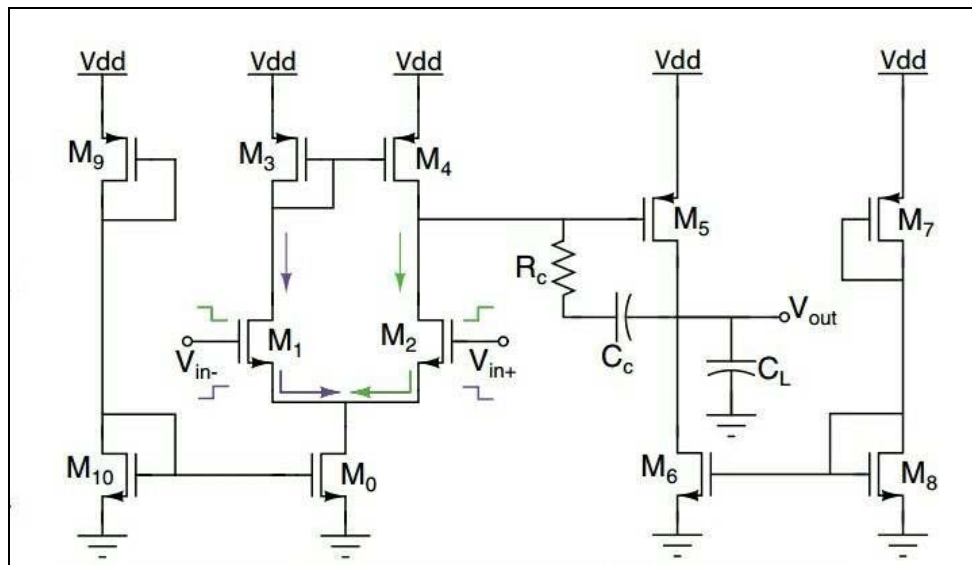 Vdd Vdd Vdd Vdd Vdd
M9 M3 M4 M5 M7
Rc
Vin- M1 M2 Vin+ Cc Vout
CL
M10 M0 M6 M8